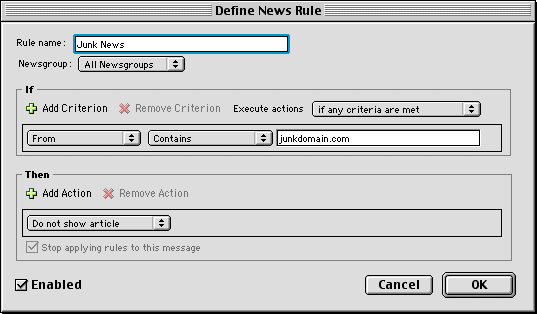 Define News Rule
Rule name: Junk News
Newsgroup: All Newsgroups
If
Add Criterion Remove Criterion Execute actions if any criteria are met
From Contains junkdomain.com
Then
Add Action Remove Action
Do not show article
Stop applying rules to this message
Enabled Cancel OK